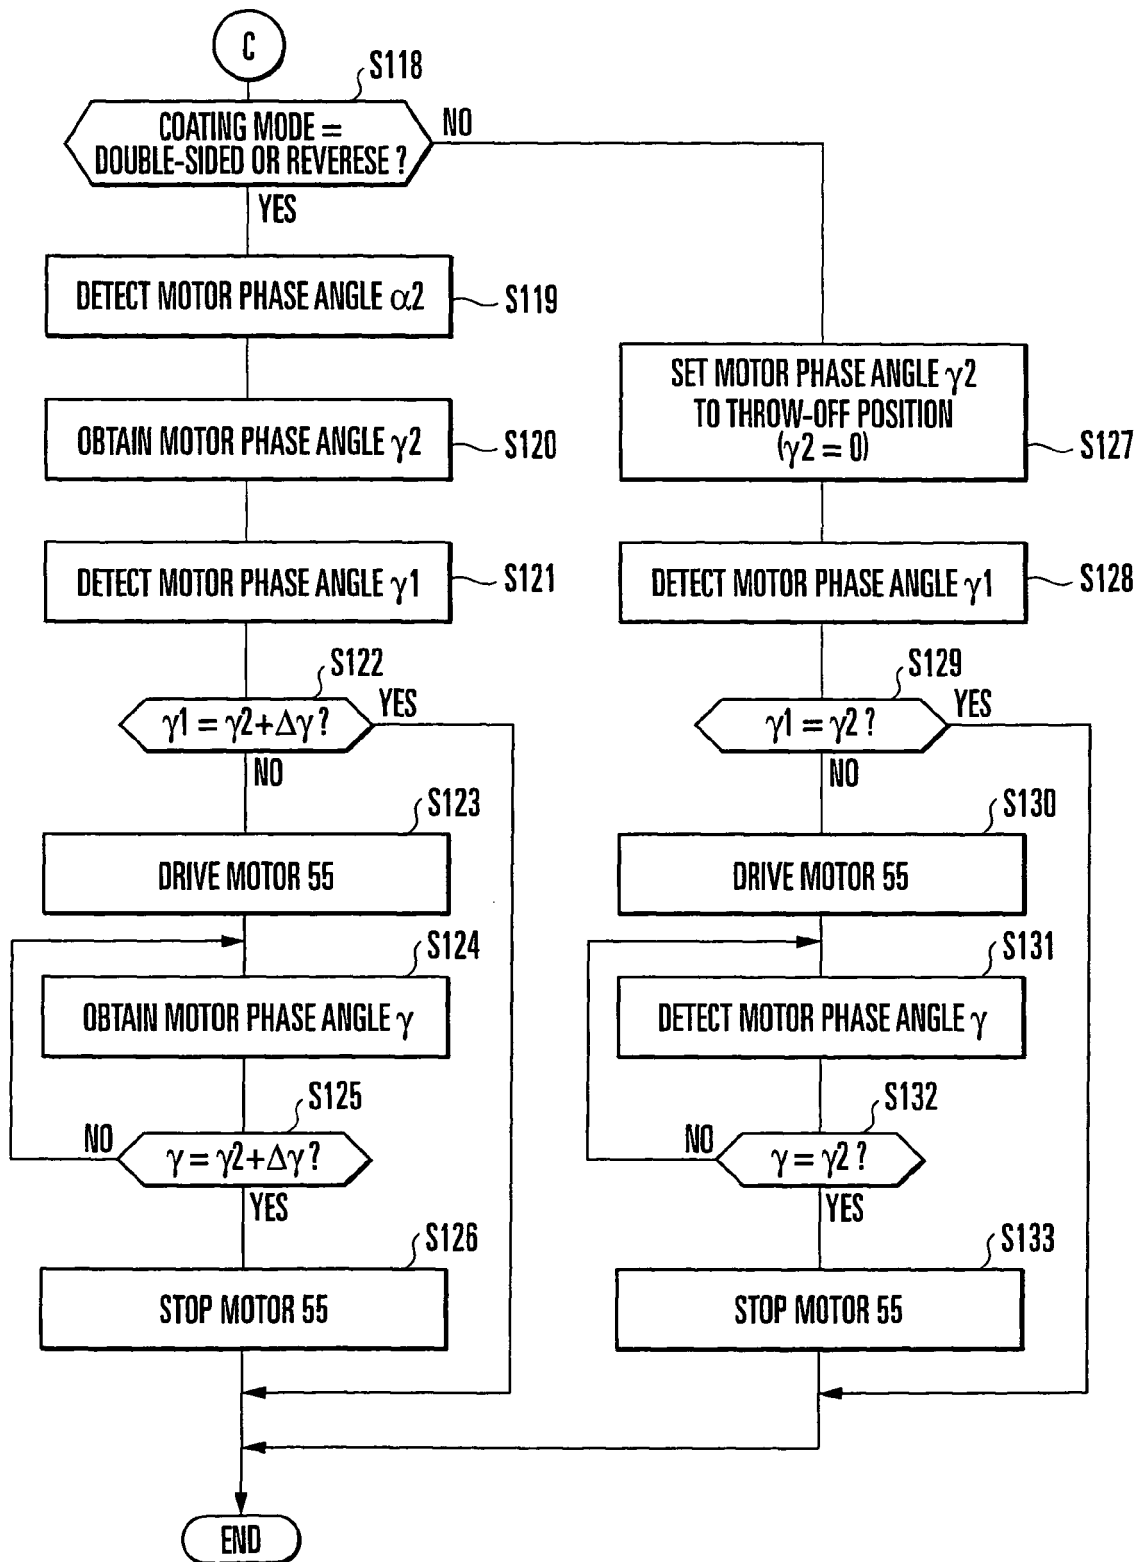 C
S118
COATING MODE =
DOUBLE-SIDED OR REVERESE ?
NO
YES
DETECT MOTOR PHASE ANGLE α2
S119
OBTAIN MOTOR PHASE ANGLE γ2
S120
DETECT MOTOR PHASE ANGLE γ1
S121
S122
γ1 = γ2+Δγ ?
YES
NO
S123
DRIVE MOTOR 55
S124
OBTAIN MOTOR PHASE ANGLE γ
S125
NO
γ = γ2+Δγ ?
YES
S126
STOP MOTOR 55
SET MOTOR PHASE ANGLE γ2
TO THROW-OFF POSITION
(γ2 = 0)
S127
DETECT MOTOR PHASE ANGLE γ1
S128
S129
γ1 = γ2 ?
YES
NO
S130
DRIVE MOTOR 55
S131
DETECT MOTOR PHASE ANGLE γ
S132
NO
γ = γ2 ?
YES
S133
STOP MOTOR 55
END